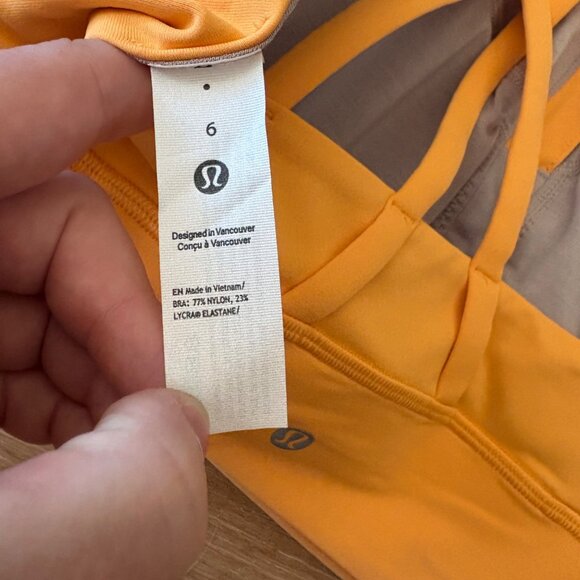 6
Designed in Vancouver
Conçu à Vancouver
EN Made in Vietnam/
BRA: 77% NYLON, 23%
LYCRA® ELASTANE/